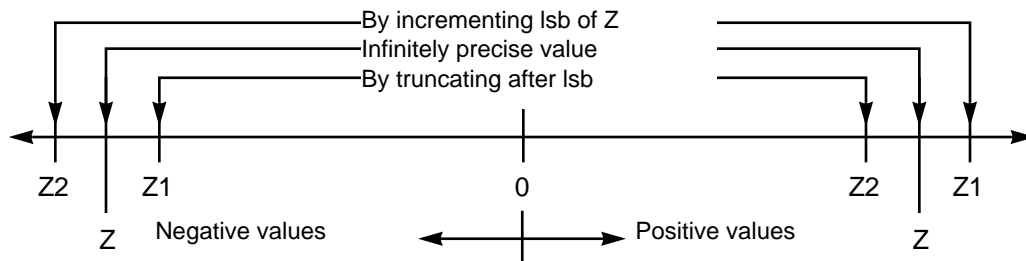 By incrementing lsb of Z
Infinitely precise value
By truncating after lsb
Z2 Z1 0 Z2 Z1
Z Negative values Positive values Z